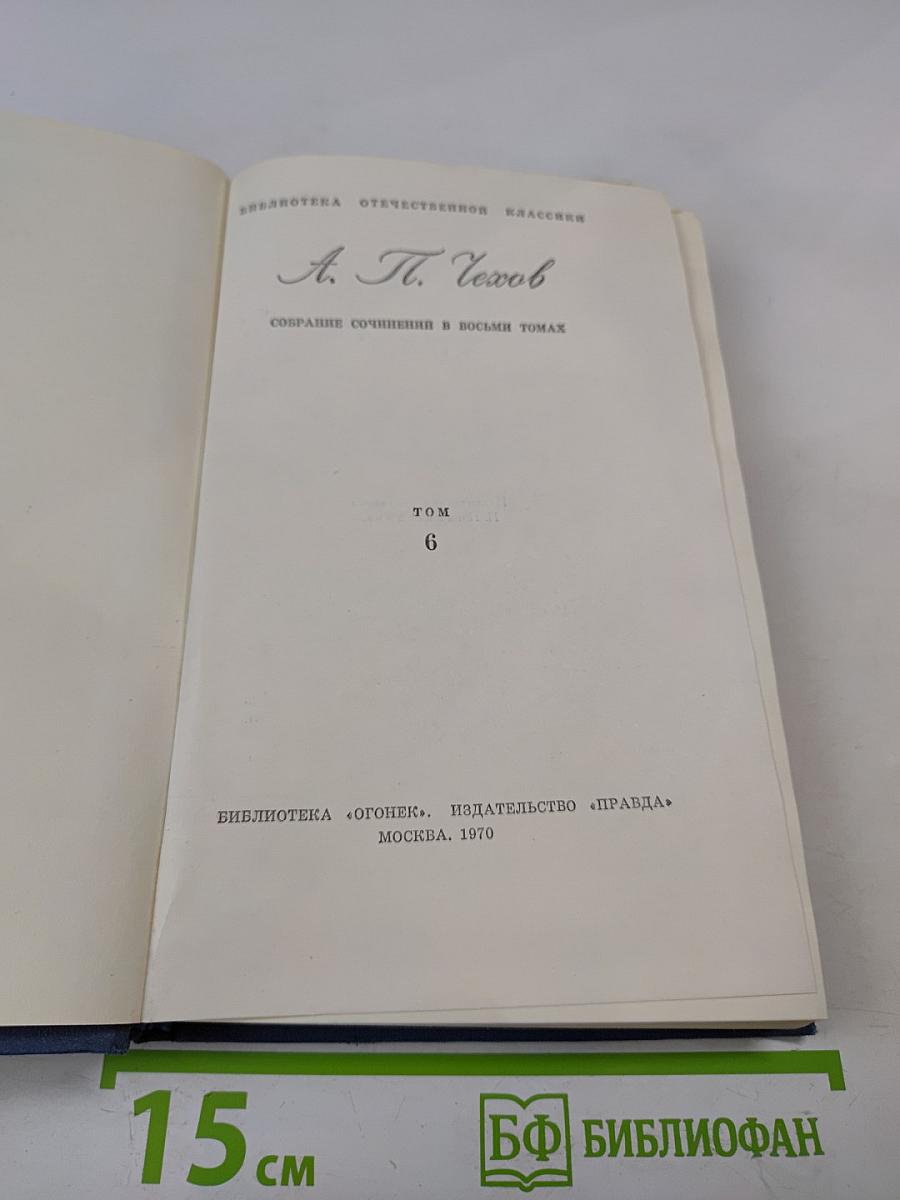 БИБЛИОТЕКА ОТЕЧЕСТВЕННОЙ КЛАССИКИ
А. П. Чехов
СОБРАНИЕ СОЧИНЕНИЙ В ВОСЬМИ ТОМАХ
ТОМ
6
БИБЛИОТЕКА «ОГОНЕК». ИЗДАТЕЛЬСТВО «ПРАВДА»
МОСКВА. 1970
15 см
БФ БИБЛИОФАН